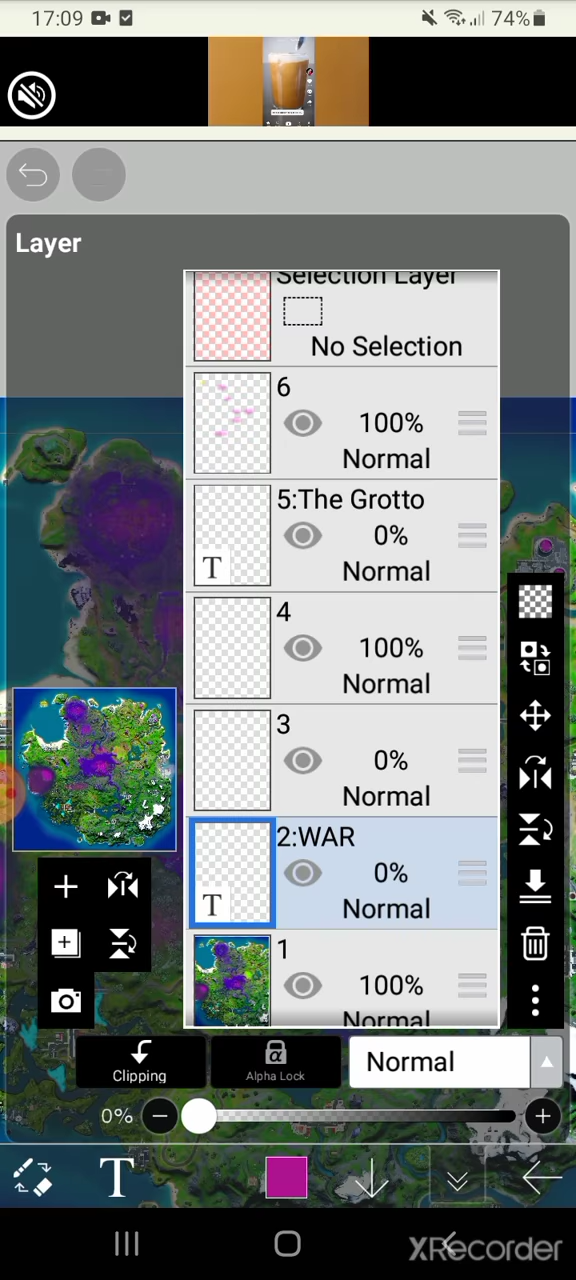 17:09
74%
Layer
Selection Layer
No Selection
6
100%
Normal
5:The Grotto
0%
T
Normal
4
100%
Normal
3
0%
Normal
2:WAR
0%
T
Normal
1
100%
Normal
Clipping
α
Alpha Lock
Normal
0%
T
XRecorder